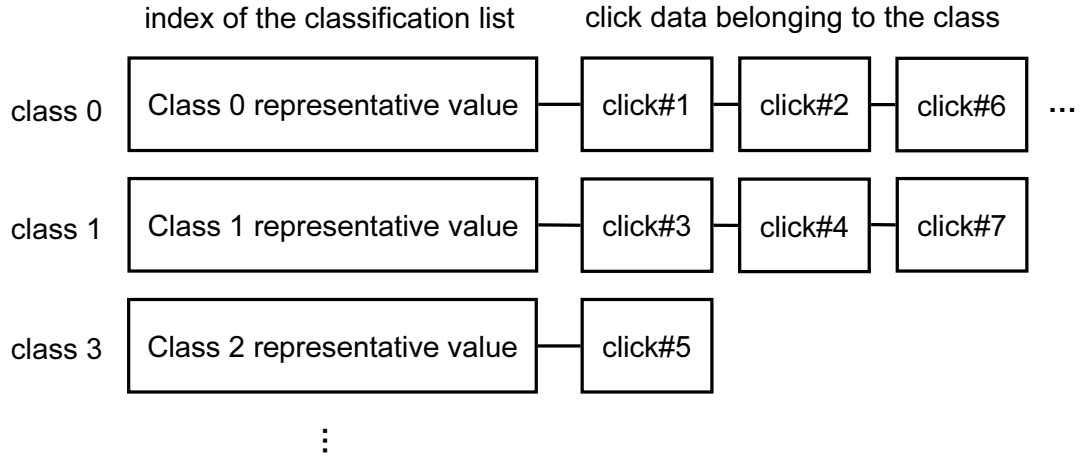 index of the classification list click data belonging to the class
class 0 Class 0 representative value click#1 click#2 click#6 ...
class 1 Class 1 representative value click#3 click#4 click#7
class 3 Class 2 representative value click#5
⋮